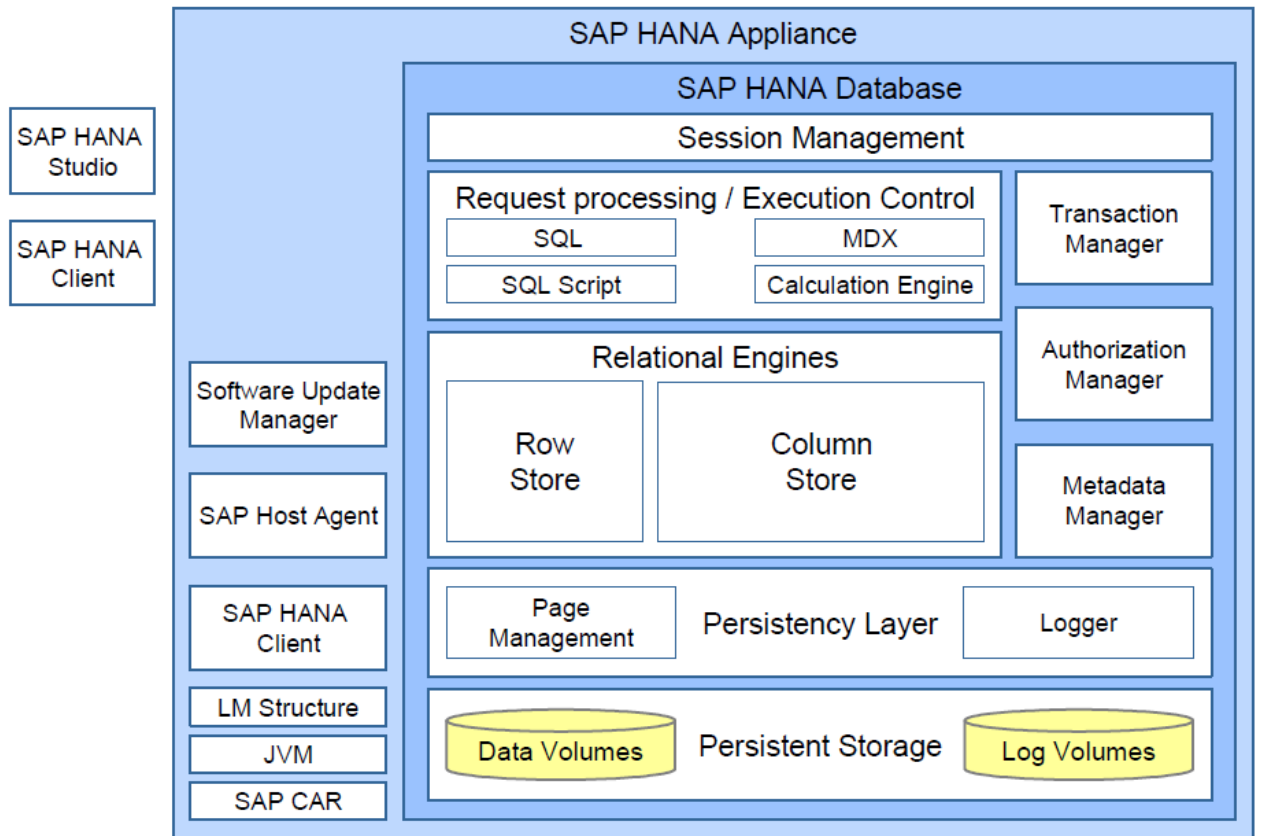 SAP HANA Appliance
SAP HANA Database
SAP HANA
Studio
SAP HANA
Client
Session Management
Request processing / Execution Control
SQL
MDX
SQL Script
Calculation Engine
Transaction
Manager
Relational Engines
Row
Store
Column
Store
Authorization
Manager
Metadata
Manager
Software Update
Manager
SAP Host Agent
SAP HANA
Client
LM Structure
JVM
SAP CAR
Page
Management
Persistency Layer
Logger
Data Volumes
Persistent Storage
Log Volumes